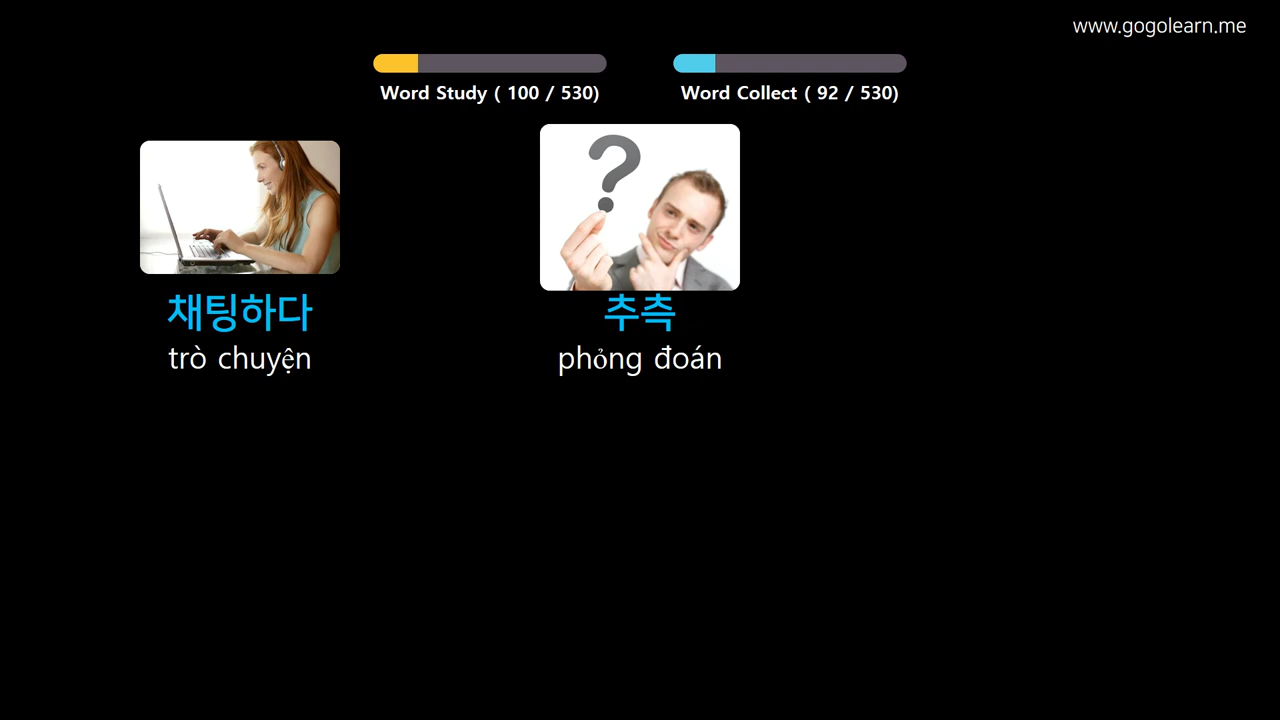 www.gogolearn.me
Word Study ( 100 / 530)
Word Collect ( 92 / 530)
채팅하다
trò chuyện
추측
phỏng đoán